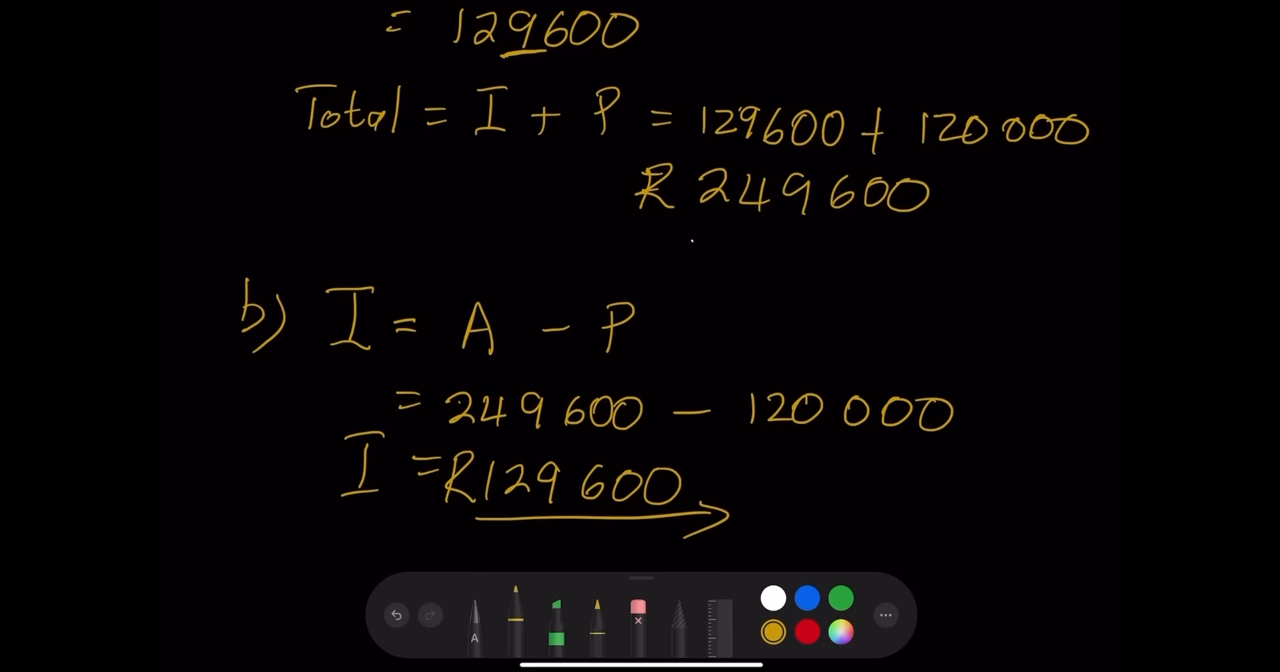 = 129600
Total = I + P = 129600 + 120 000
R 249 600
b) I = A - P
= 249 600 - 120 000
I = R129 600
A